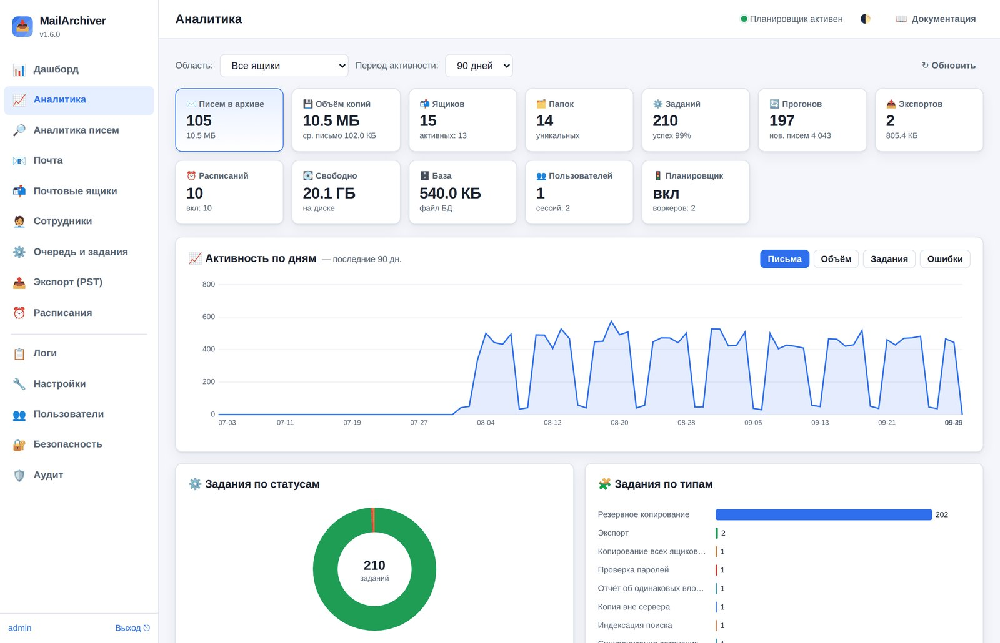 MailArchiver
v1.6.0
Дашборд
Аналитика
Аналитика писем
Почта
Почтовые ящики
Сотрудники
Очередь и задания
Экспорт (PST)
Расписания
Логи
Настройки
Пользователи
Безопасность
Аудит
admin
Выход
Аналитика
Планировщик активен
Документация
Область: Все ящики Период активности: 90 дней
↻ Обновить
Писем в архиве
105
10.5 МБ
Объём копий
10.5 МБ
ср. письмо 102.0 КБ
Ящиков
15
активных: 13
Папок
14
уникальных
Заданий
210
успех 99%
Прогонов
197
нов. писем 4 043
Экспортов
2
805.4 КБ
Расписаний
10
вкл: 10
Свободно
20.1 ГБ
на диске
База
540.0 КБ
файл БД
Пользователей
1
сессий: 2
Планировщик
вкл
воркеров: 2
Активность по дням — последние 90 дн.
Письма Объём Задания Ошибки
800
600
400
200
0
07-03 07-11 07-19 07-27 08-04 08-12 08-20 08-28 09-05 09-13 09-21
Задания по статусам
210
заданий
Задания по типам
Резервное копирование 202
Экспорт 2
Копирование всех ящиков… 1
Проверка паролей 1
Отчёт об одинаковых вло… 1
Копия вне сервера 1
Индексация поиска 1